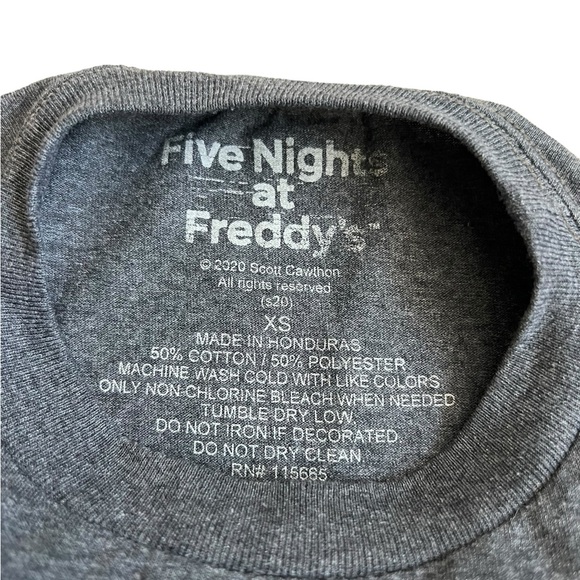 Five Nights
at
Freddy's™
© 2020 Scott Cawthon
All rights reserved
(s20)
XS
MADE IN HONDURAS
50% COTTON / 50% POLYESTER
MACHINE WASH COLD WITH LIKE COLORS
ONLY NON-CHLORINE BLEACH WHEN NEEDED
TUMBLE DRY LOW.
DO NOT IRON IF DECORATED.
DO NOT DRY CLEAN.
RN# 115665